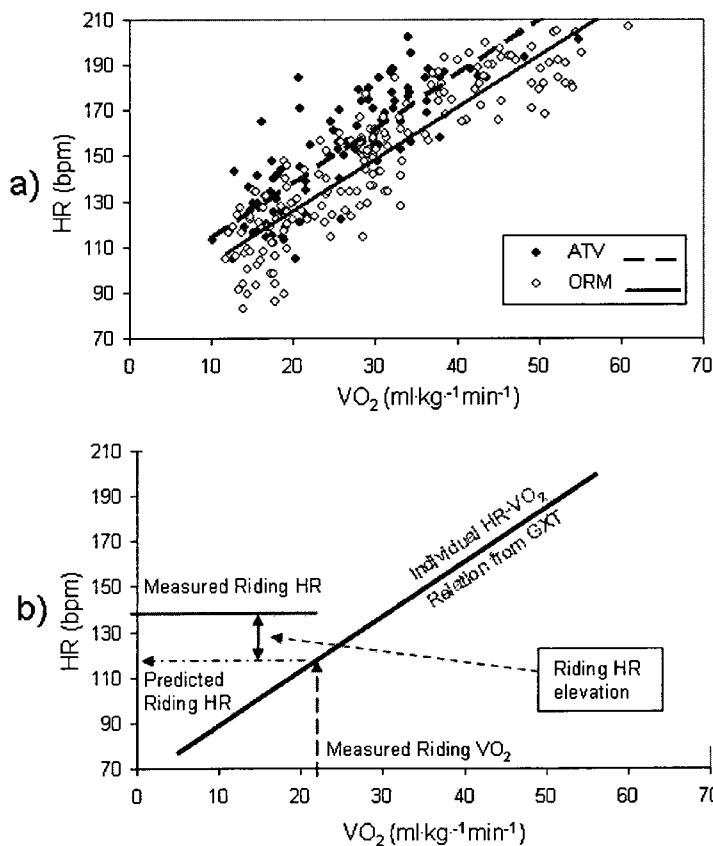 a)
HR (bpm)
210
190
170
150
130
110
90
70
ATV
ORM
0 10 20 30 40 50 60 70
VO₂ (ml·kg·⁻¹min⁻¹)
b)
HR (bpm)
210
190
170
150
130
110
90
70
Individual HR-VO₂
Relation from GXT
Measured Riding HR
Predicted
Riding HR
Riding HR
elevation
Measured Riding VO₂
0 10 20 30 40 50 60 70
VO₂ (ml·kg·⁻¹min⁻¹)